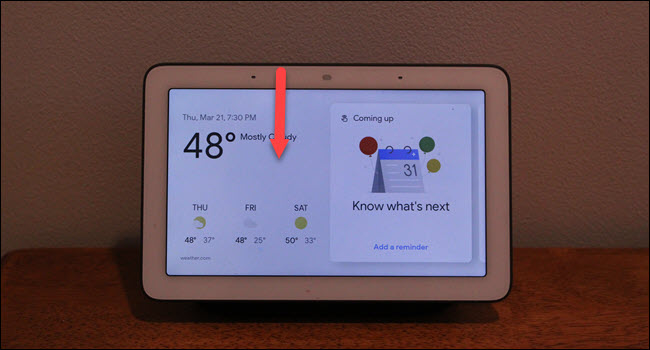 Thu, Mar 21, 7:30 PM
48° Mostly Cloudy
THU FRI SAT
48° 37° 48° 25° 50° 33°
weather.com
Coming up
31
Know what's next
Add a reminder